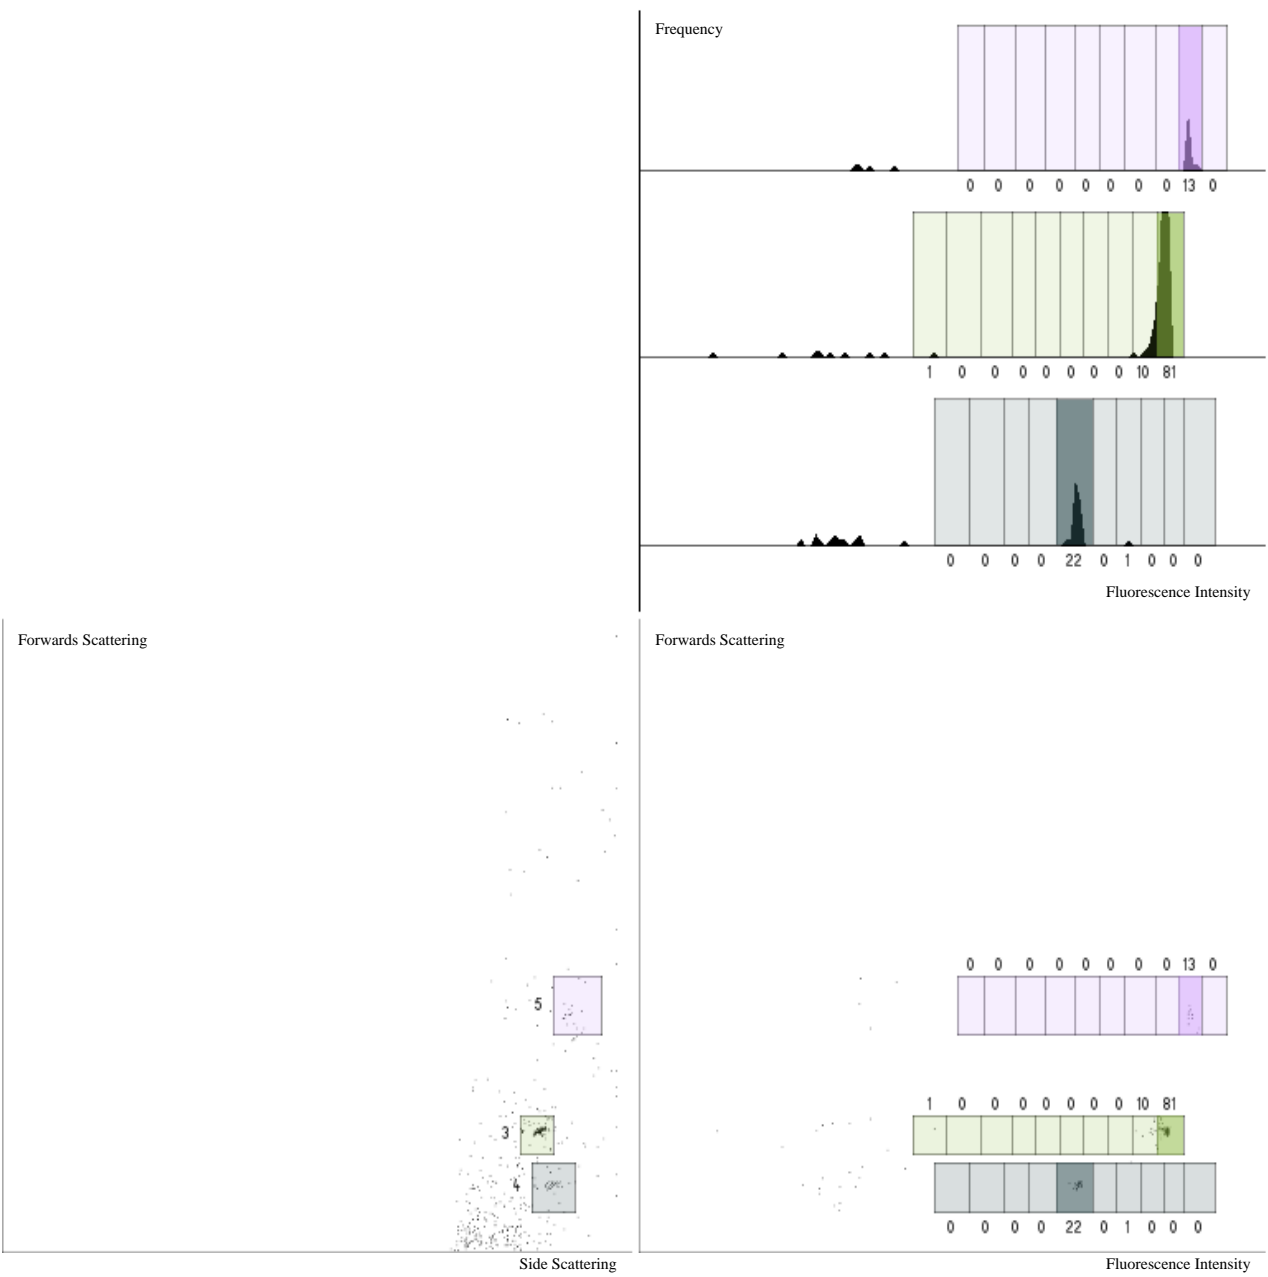 Frequency
0 0 0 0 0 0 0 0 13 0
1 0 0 0 0 0 0 0 10 81
0 0 0 0 22 0 1 0 0 0
Fluorescence Intensity
Forwards Scattering
5
3
4
Side Scattering
Forwards Scattering
0 0 0 0 0 0 0 0 13 0
1 0 0 0 0 0 0 0 10 81
0 0 0 0 22 0 1 0 0 0
Fluorescence Intensity